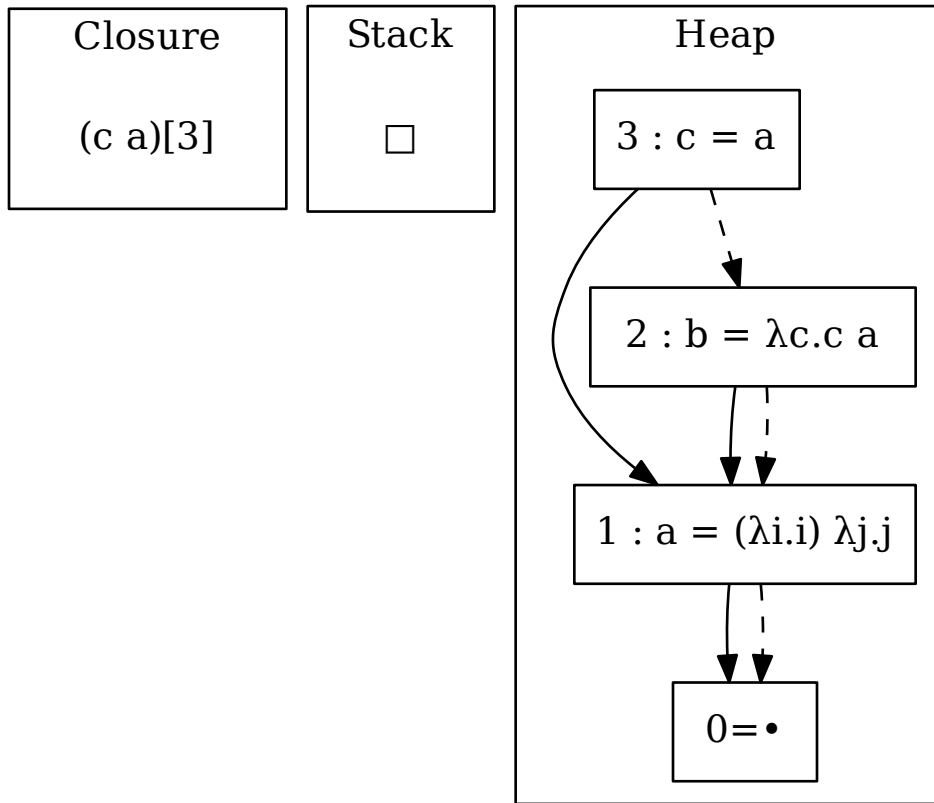 Closure
(c a)[3]
Stack
□
Heap
3 : c = a
2 : b = λc.c a
1 : a = (λi.i) λj.j
0=•